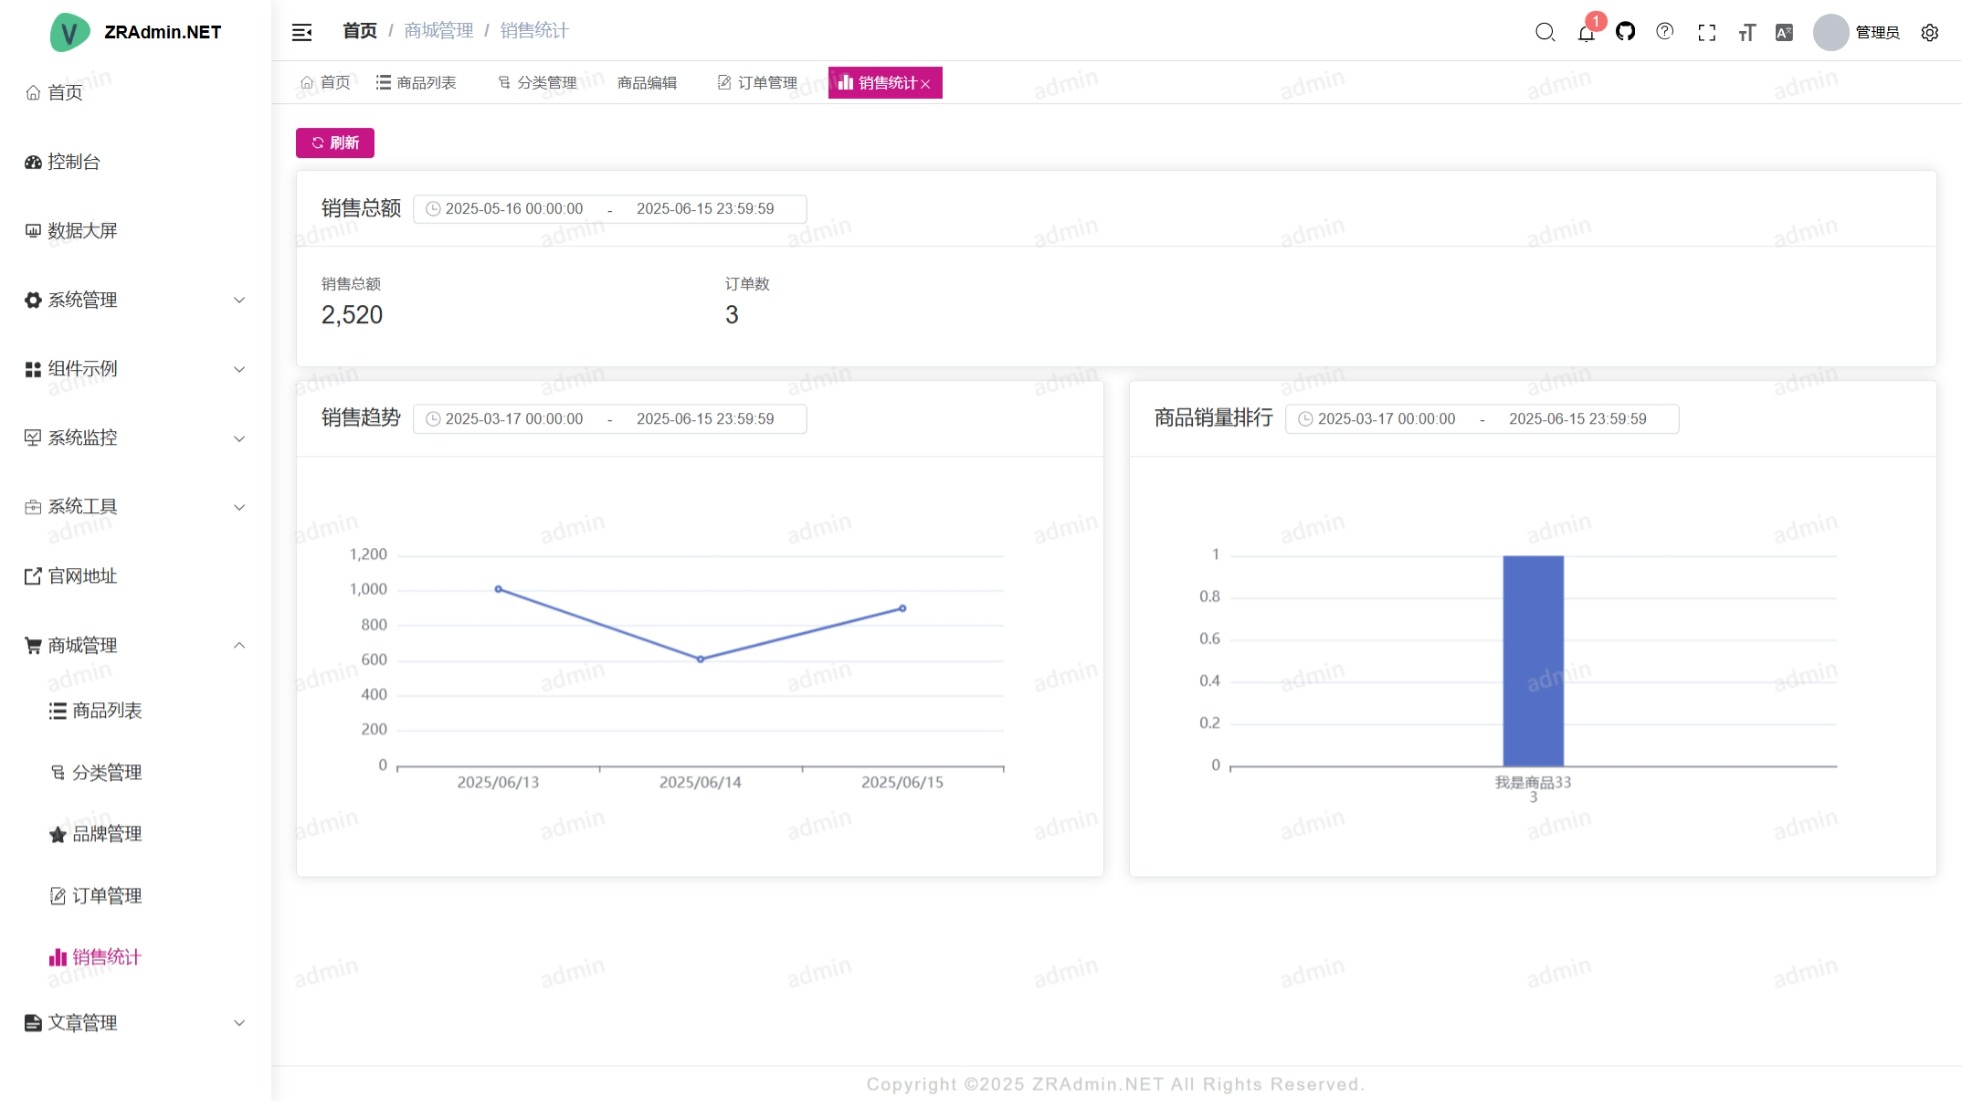 ZRAdmin.NET
首页 / 商城管理 / 销售统计
1
管理员
首页
商品列表
分类管理
商品编辑
订单管理
销售统计
首页
控制台
数据大屏
系统管理
组件示例
系统监控
系统工具
官网地址
商城管理
商品列表
分类管理
品牌管理
订单管理
销售统计
文章管理
刷新
销售总额 2025-05-16 00:00:00 - 2025-06-15 23:59:59
销售总额
2,520
订单数
3
销售趋势 2025-03-17 00:00:00 - 2025-06-15 23:59:59
1,200
1,000
800
600
400
200
0
2025/06/13 2025/06/14 2025/06/15
商品销量排行 2025-03-17 00:00:00 - 2025-06-15 23:59:59
1
0.8
0.6
0.4
0.2
0
我是商品33
3
admin
Copyright ©2025 ZRAdmin.NET All Rights Reserved.